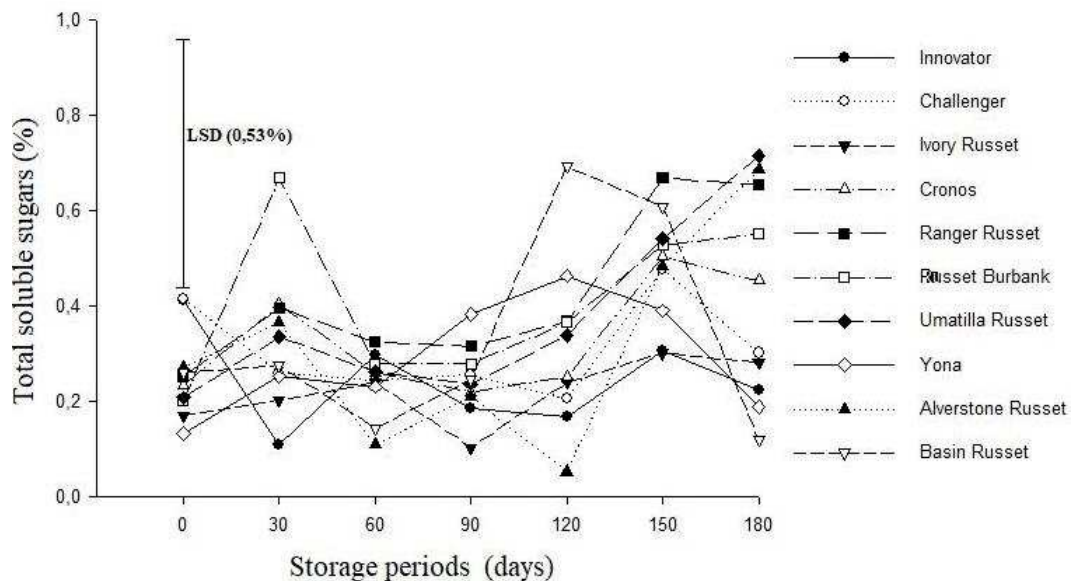 1,0
0,8
0,6
0,4
0,2
0,0
Total soluble sugars (%)
LSD (0,53%)
0 30 60 90 120 150 180
Storage periods (days)
Innovator
Challenger
Ivory Russet
Cronos
Ranger Russet
Russet Burbank
Umatilla Russet
Yona
Alverstone Russet
Basin Russet